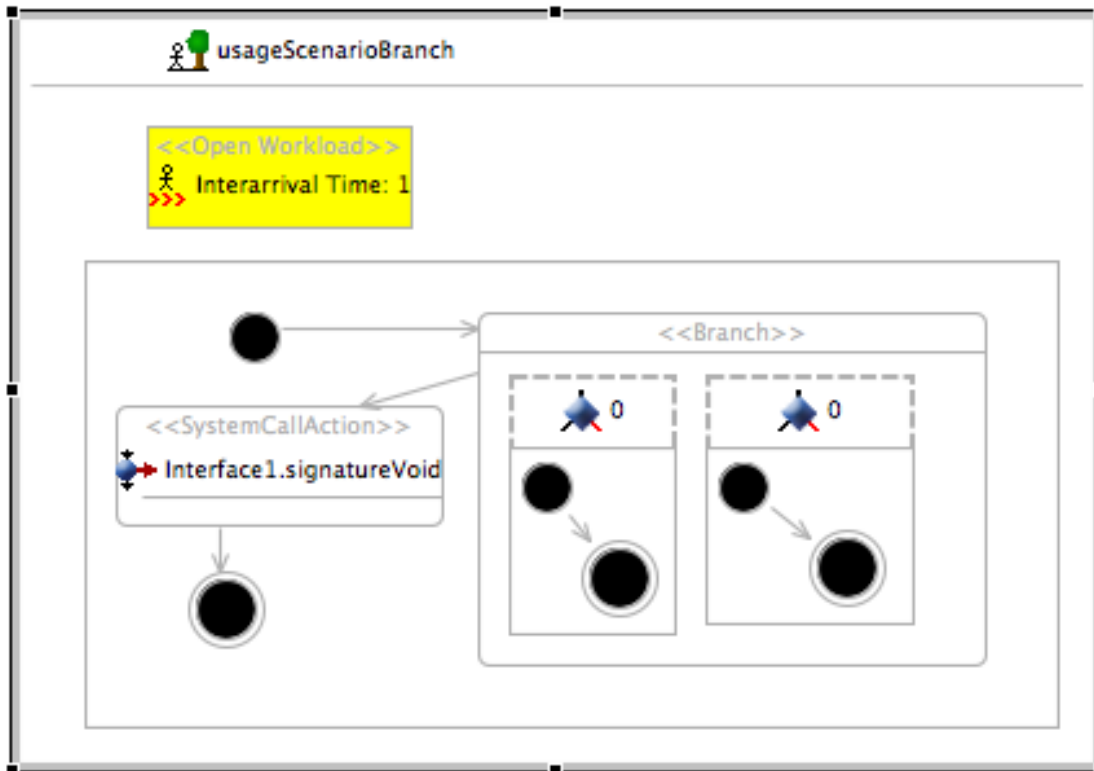 usageScenarioBranch
<<Open Workload>>
Interarrival Time: 1
<<Branch>>
0
0
<<SystemCallAction>>
Interface1.signatureVoid